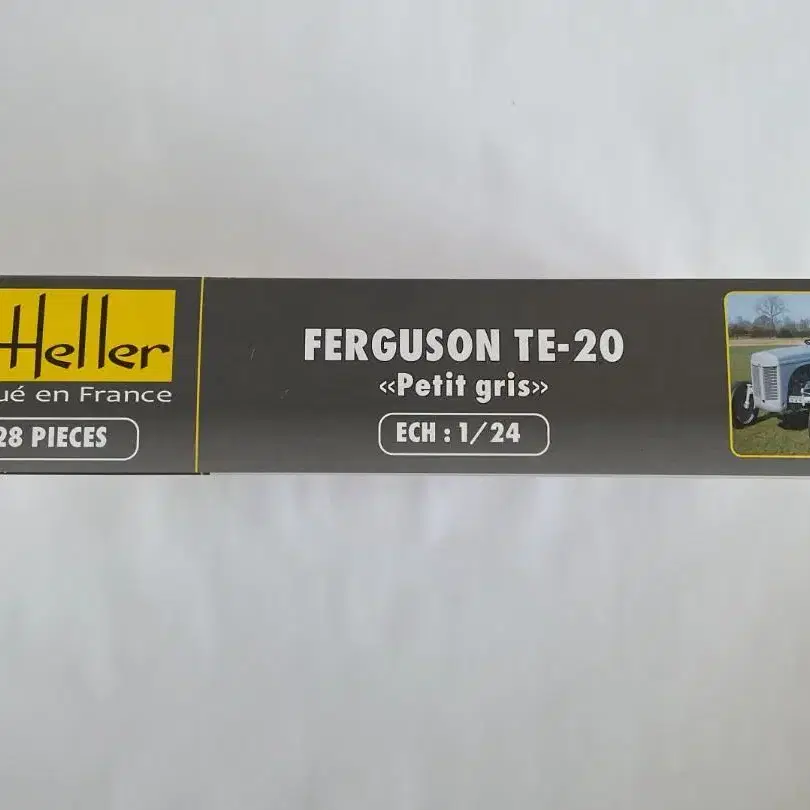 Heller
ué en France
28 PIECES
FERGUSON TE-20
«Petit gris»
ECH : 1/24